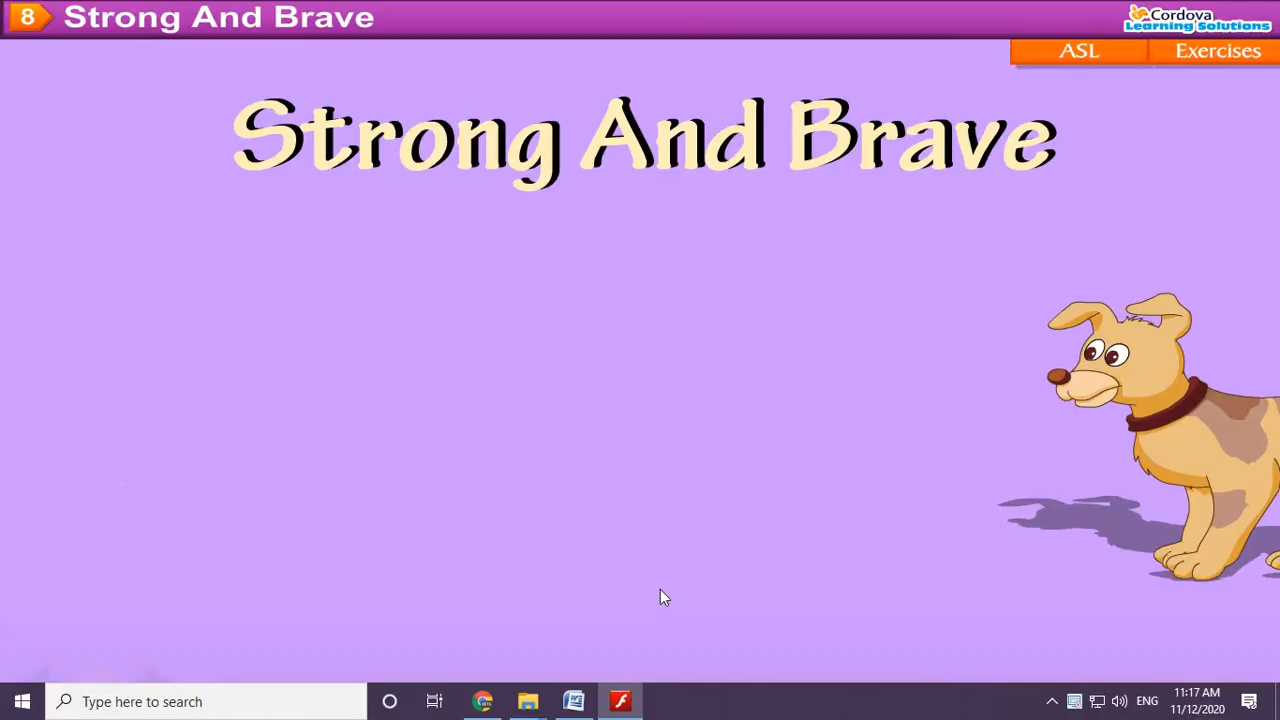 8 Strong And Brave
Cordova
Learning Solutions
ASL Exercises
Strong And Brave
Type here to search
ENG
11:17 AM
11/12/2020